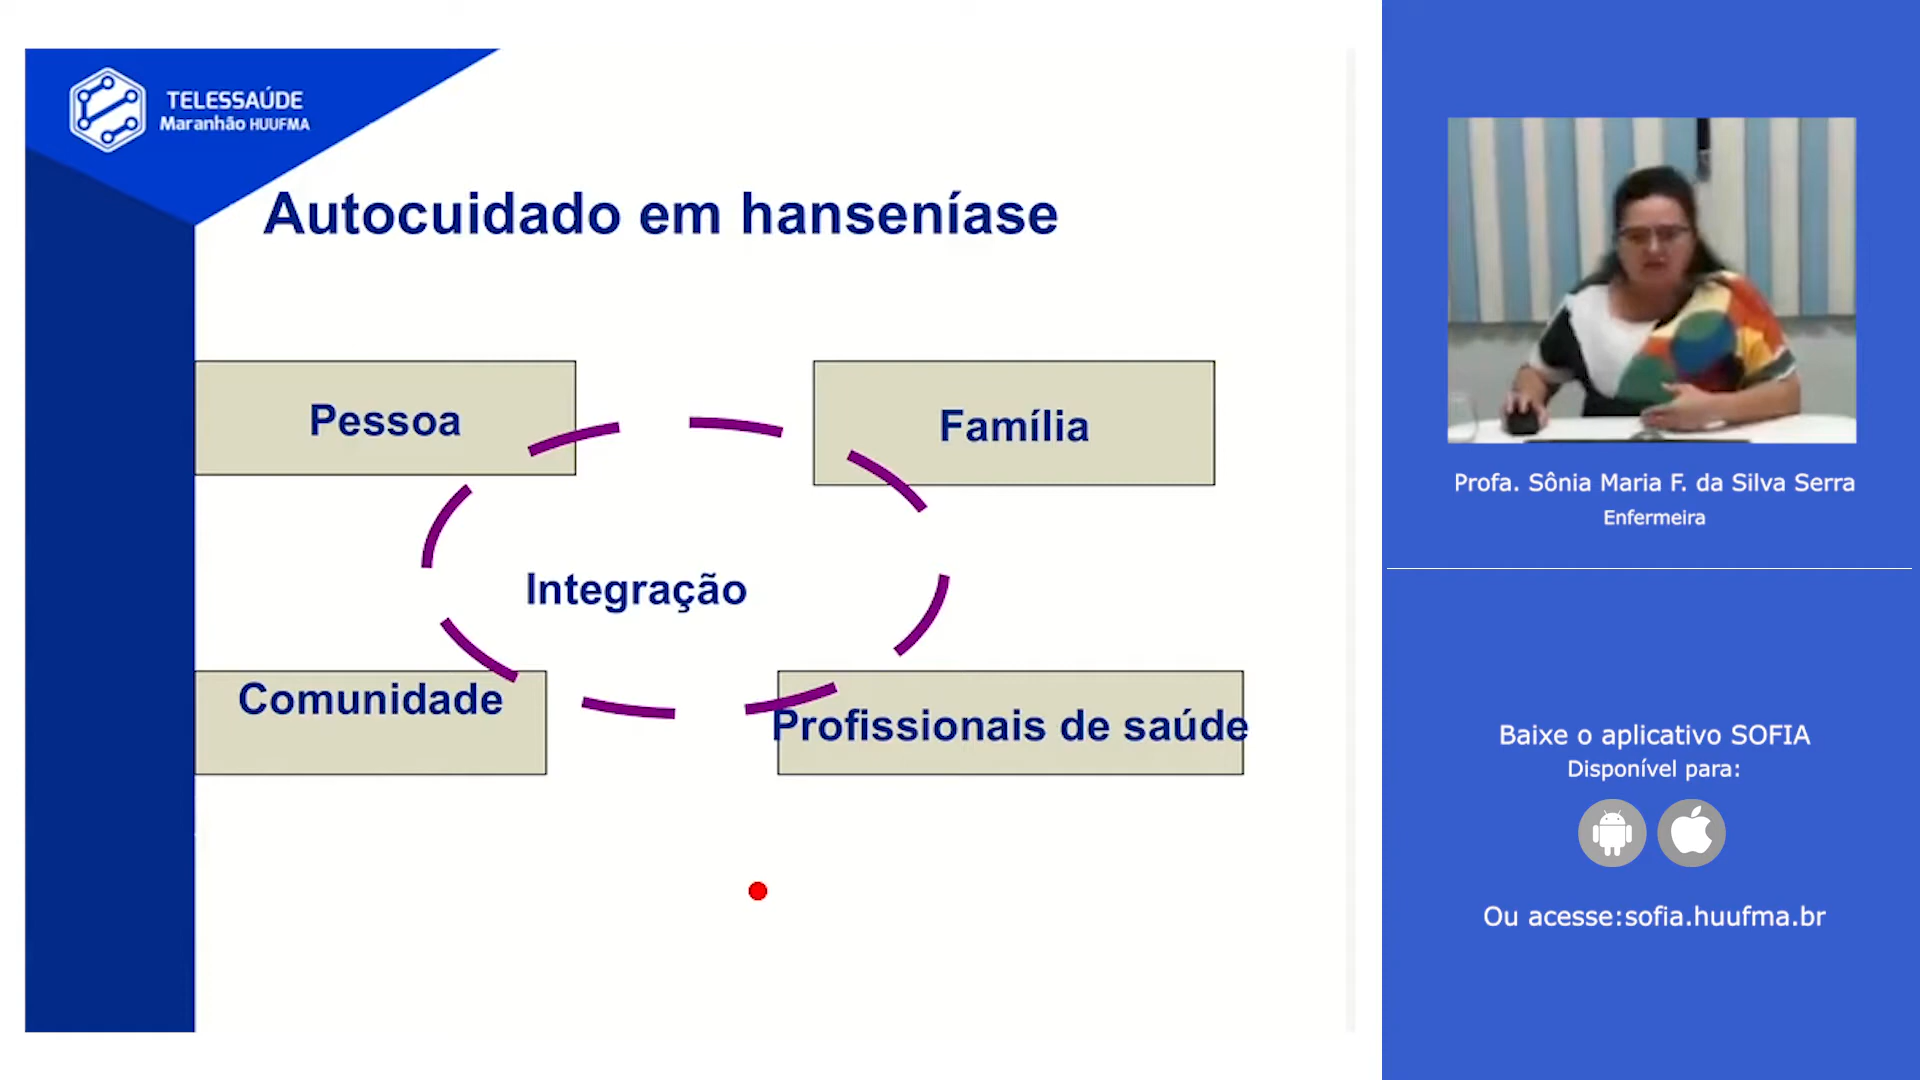 TELESSAÚDE
Maranhão HUUFMA
Autocuidado em hanseníase
Pessoa
Família
Integração
Comunidade
Profissionais de saúde
Profa. Sônia Maria F. da Silva Serra
Enfermeira
Baixe o aplicativo SOFIA
Disponível para:
Ou acesse:sofia.huufma.br